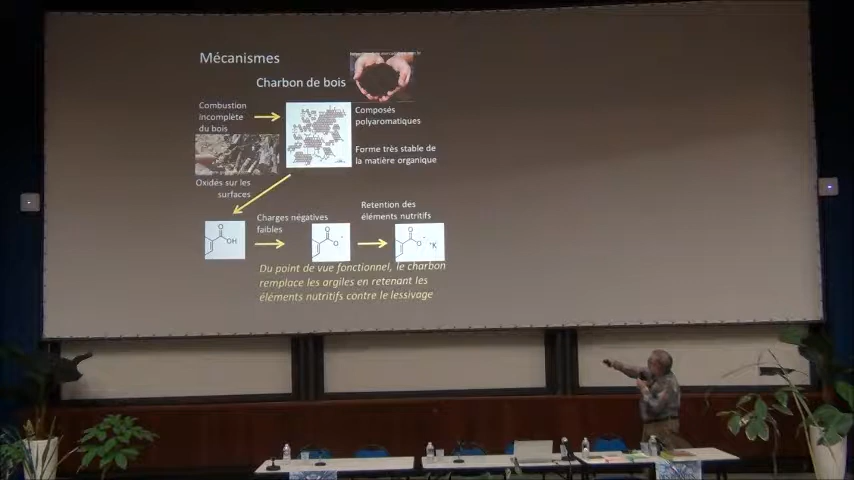 Mécanismes
Charbon de bois
Combustion
incomplète
du bois
Composés
polyaromatiques
Forme très stable de
la matière organique
Oxidés sur les
surfaces
Charges négatives
faibles
Retention des
éléments nutritifs
O
OH
O
O
-
O
O
-
+K
Du point de vue fonctionnel, le charbon
remplace les argiles en retenant les
éléments nutritifs contre le lessivage